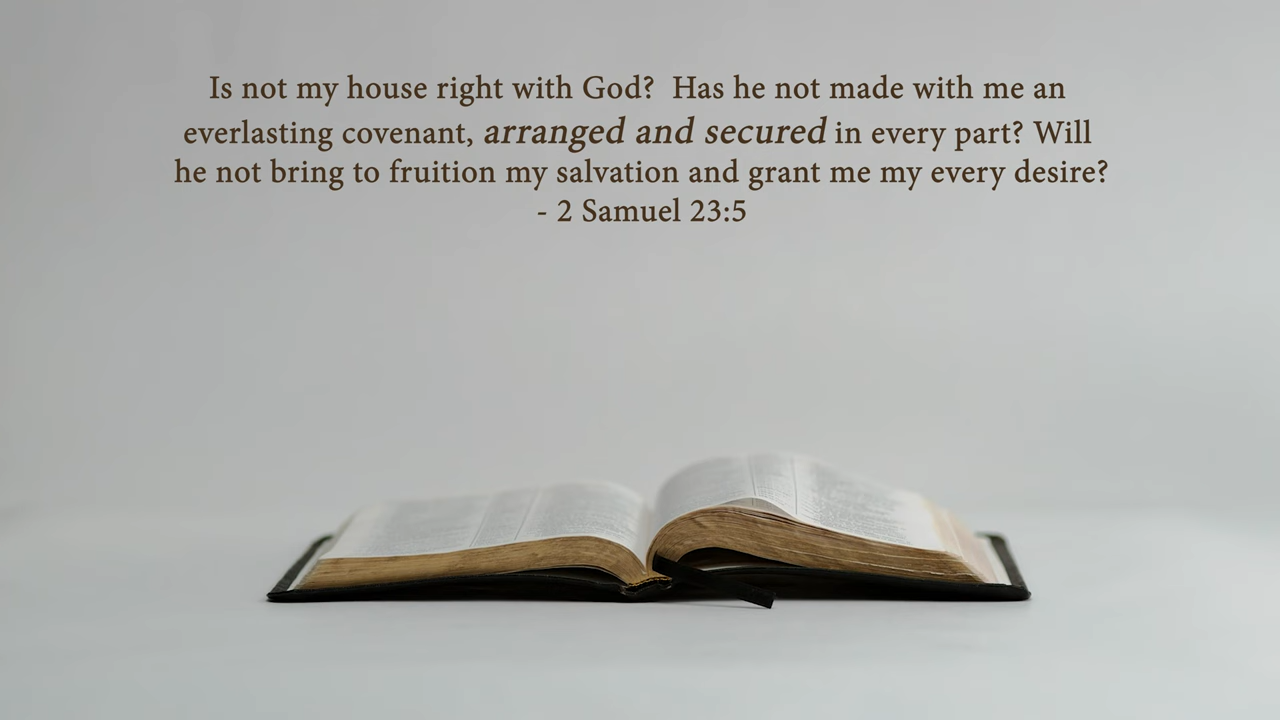 Is not my house right with God?  Has he not made with me an
everlasting covenant, arranged and secured in every part? Will
he not bring to fruition my salvation and grant me my every desire?
- 2 Samuel 23:5